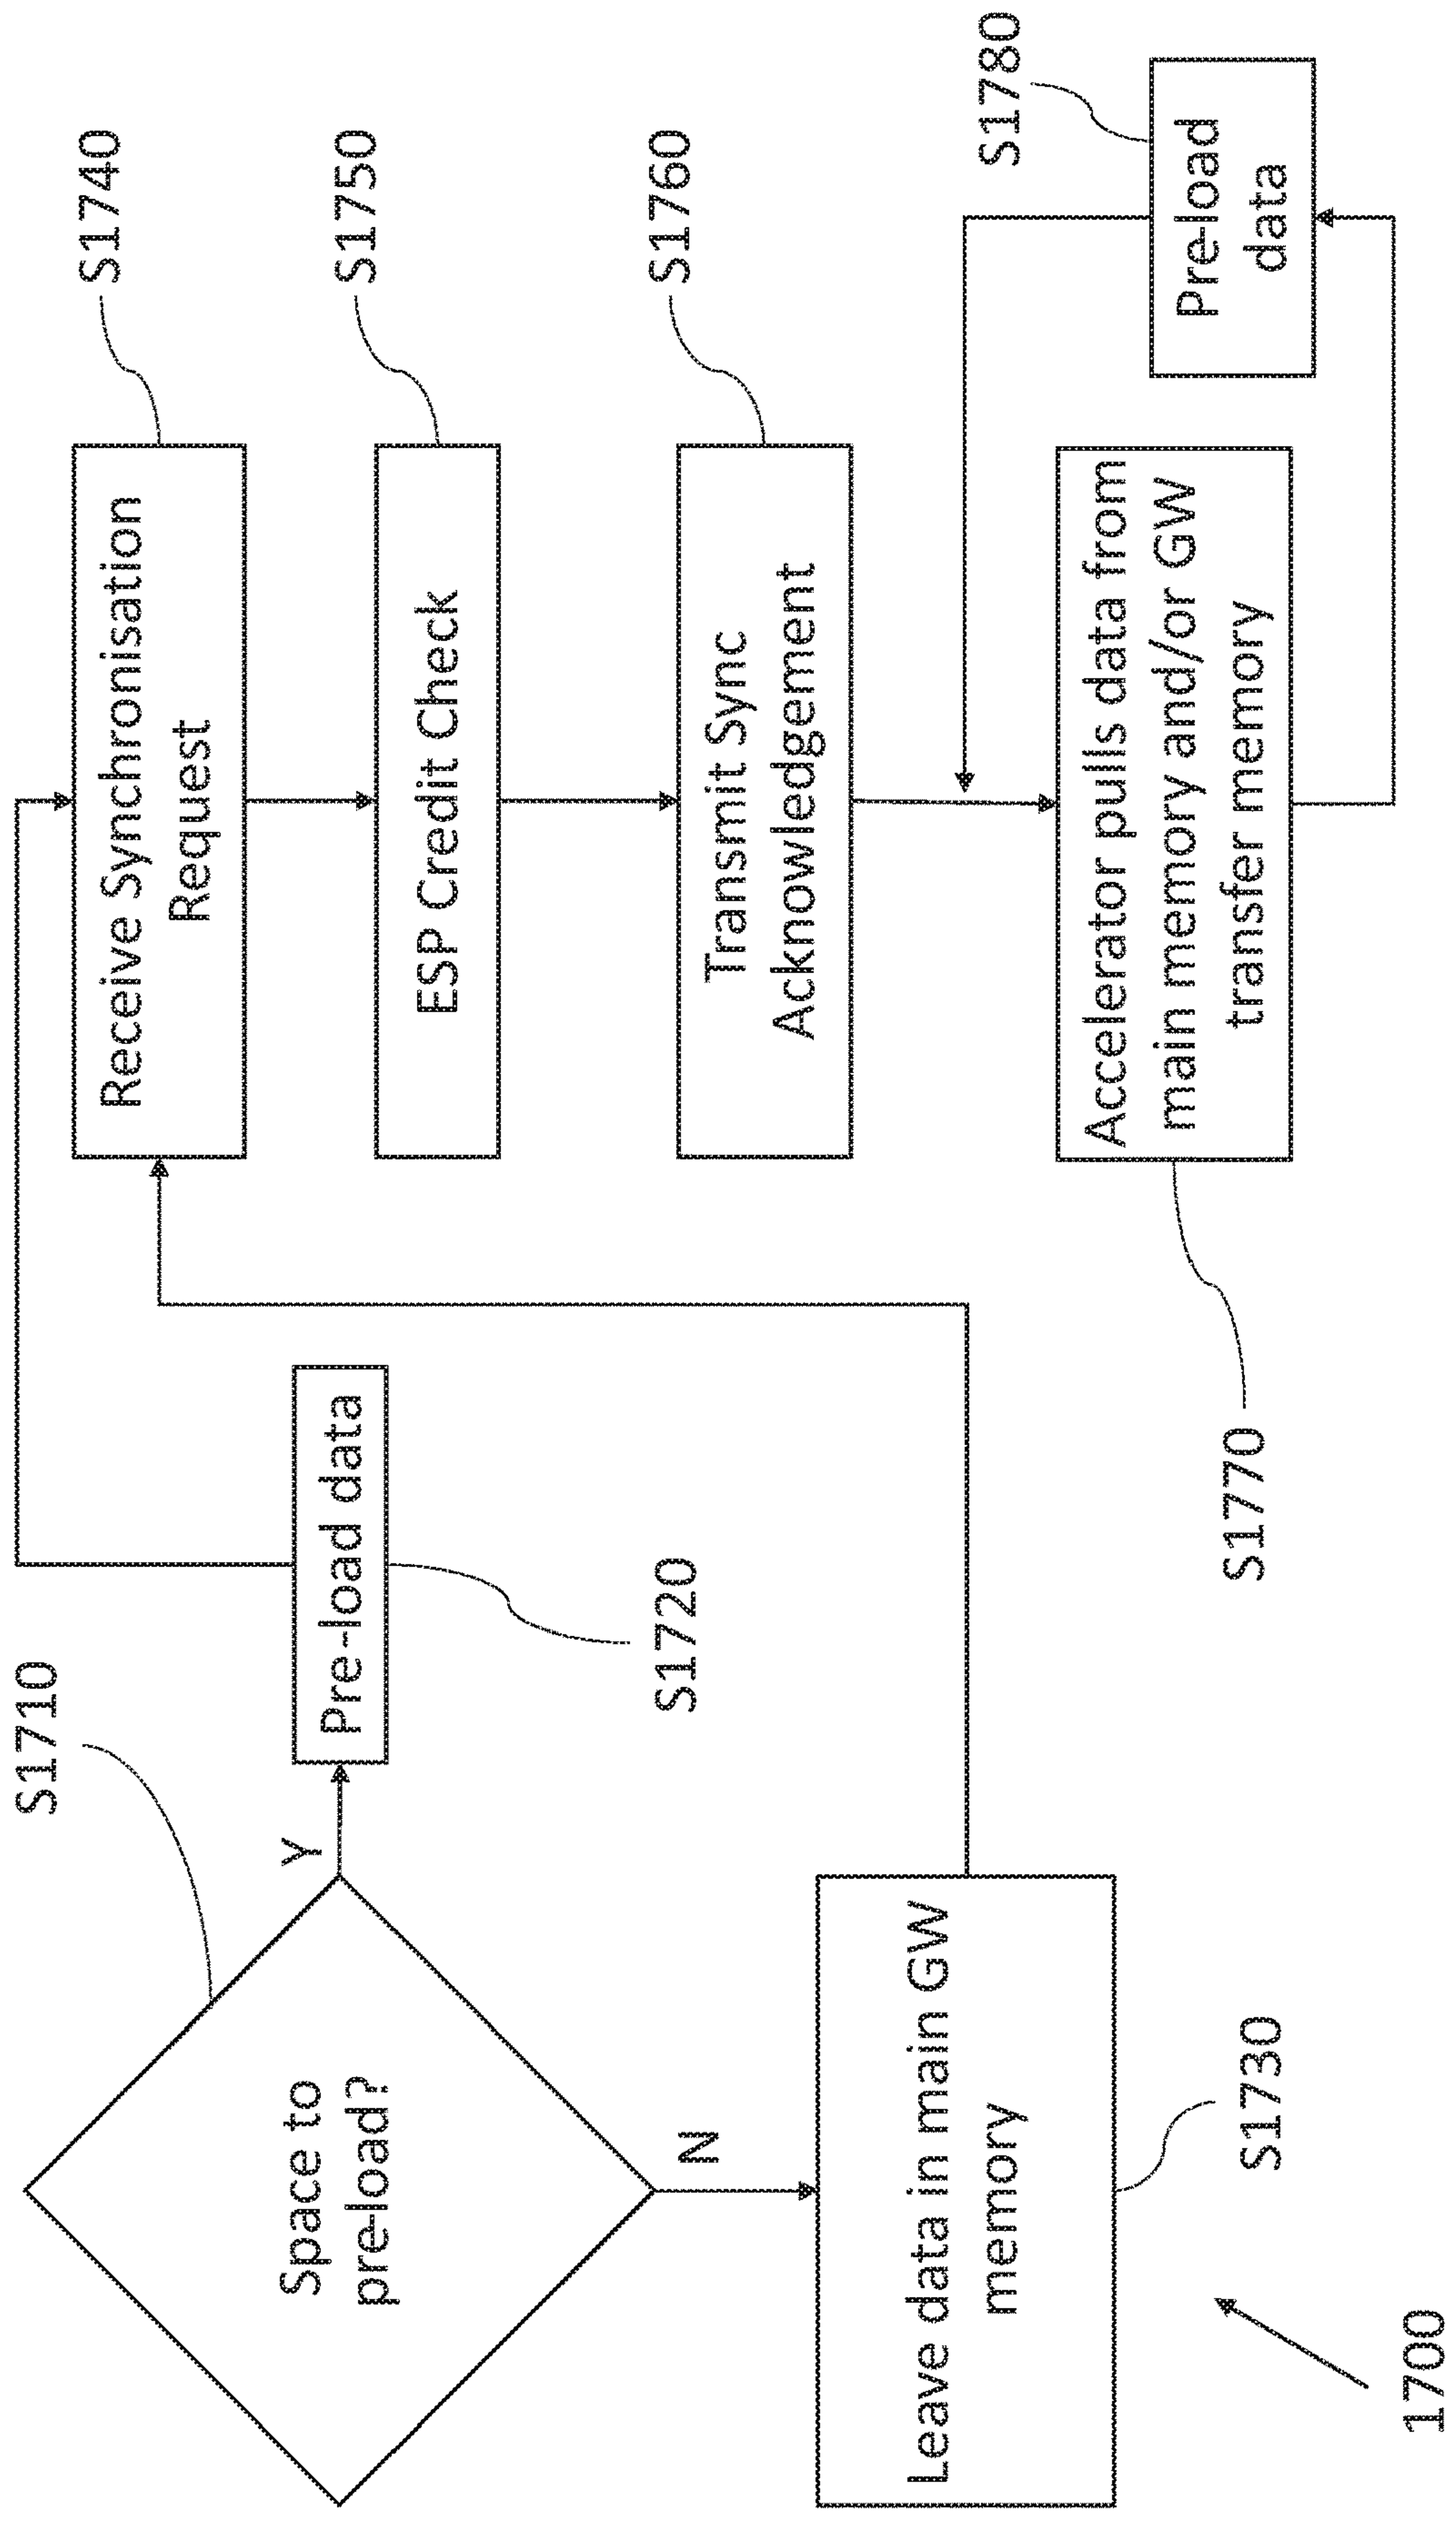 S1710
Space to
pre-load?
Y
N
Pre-load data
S1720
Leave data in main GW
memory
S1730
1700
Receive Synchronisation
Request
S1740
ESP Credit Check
S1750
Transmit Sync
Acknowledgement
S1760
Accelerator pulls data from
main memory and/or GW
transfer memory
S1770
Pre-load
data
S1780